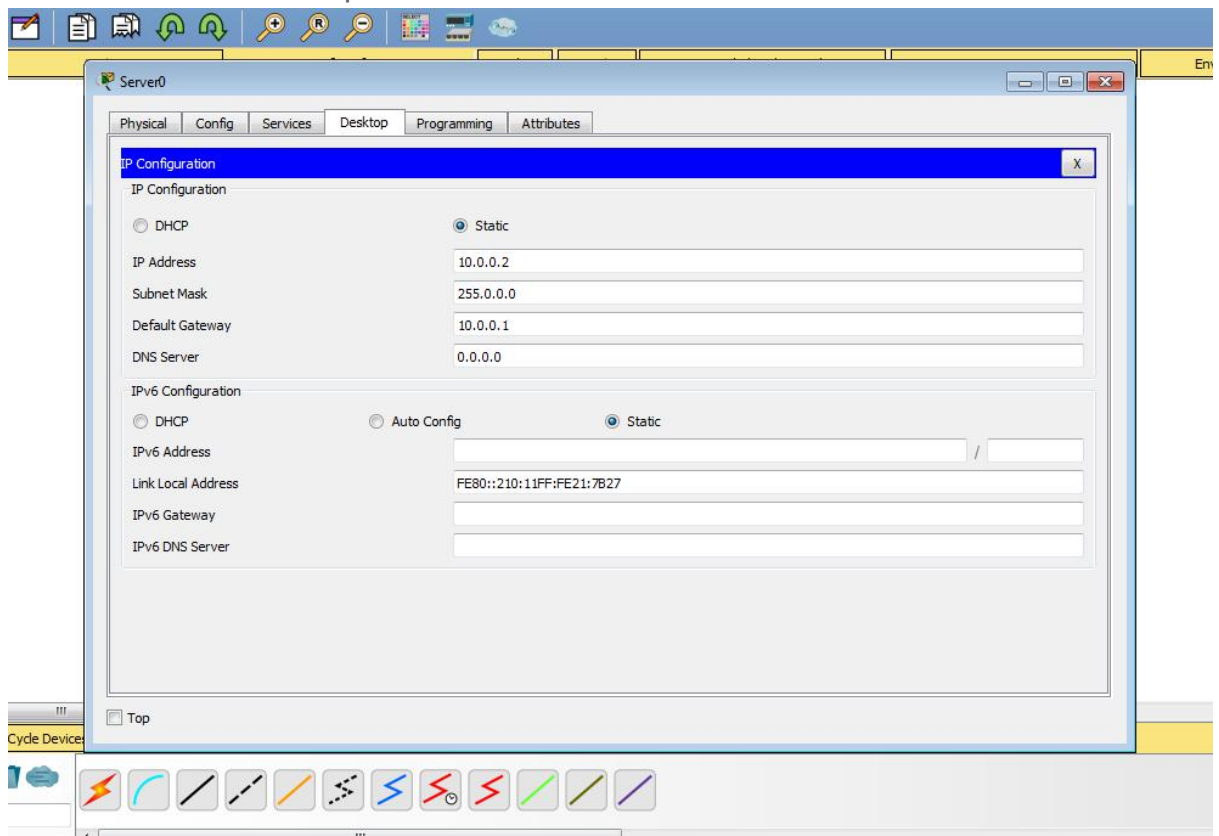 Env
Server0
Physical Config Services Desktop Programming Attributes
IP Configuration X
IP Configuration
DHCP Static
IP Address 10.0.0.2
Subnet Mask 255.0.0.0
Default Gateway 10.0.0.1
DNS Server 0.0.0.0
IPv6 Configuration
DHCP Auto Config Static
IPv6 Address /
Link Local Address FE80::210:11FF:FE21:7B27
IPv6 Gateway
IPv6 DNS Server
Top
Cycle Devices